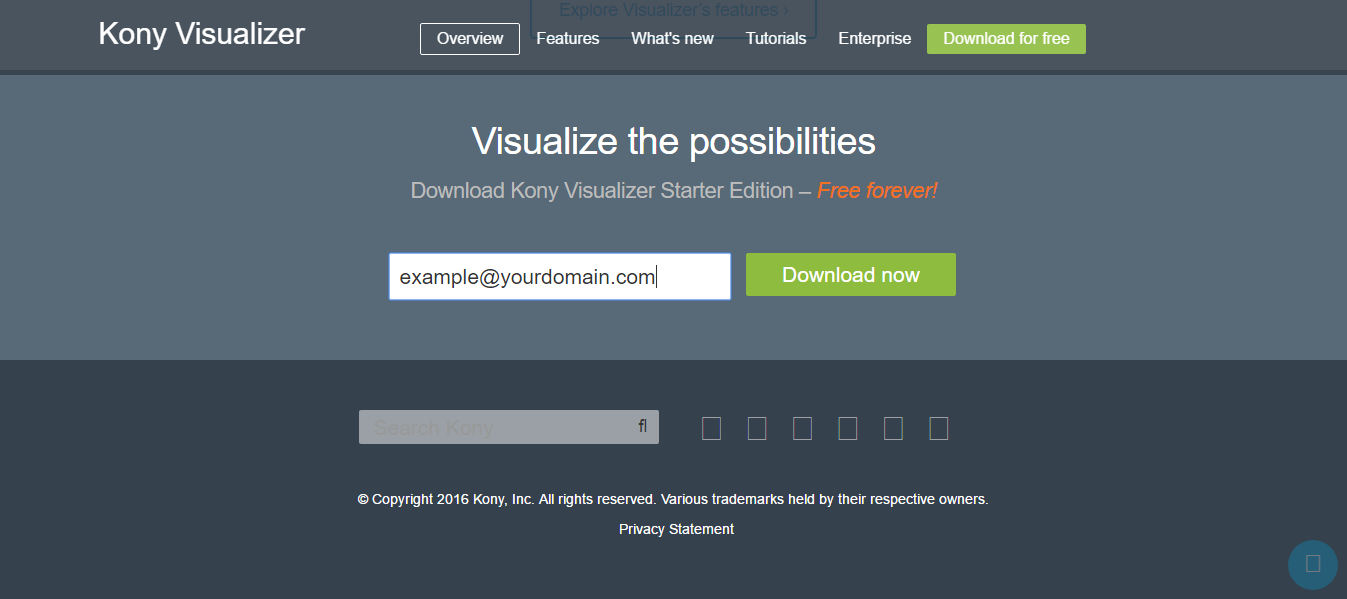 Explore Visualizer's features ›
Kony Visualizer
Overview
Features
What's new
Tutorials
Enterprise
Download for free
Visualize the possibilities
Download Kony Visualizer Starter Edition – Free forever!
example@yourdomain.com
Download now
Search Kony
ﬂ
© Copyright 2016 Kony, Inc. All rights reserved. Various trademarks held by their respective owners.
Privacy Statement